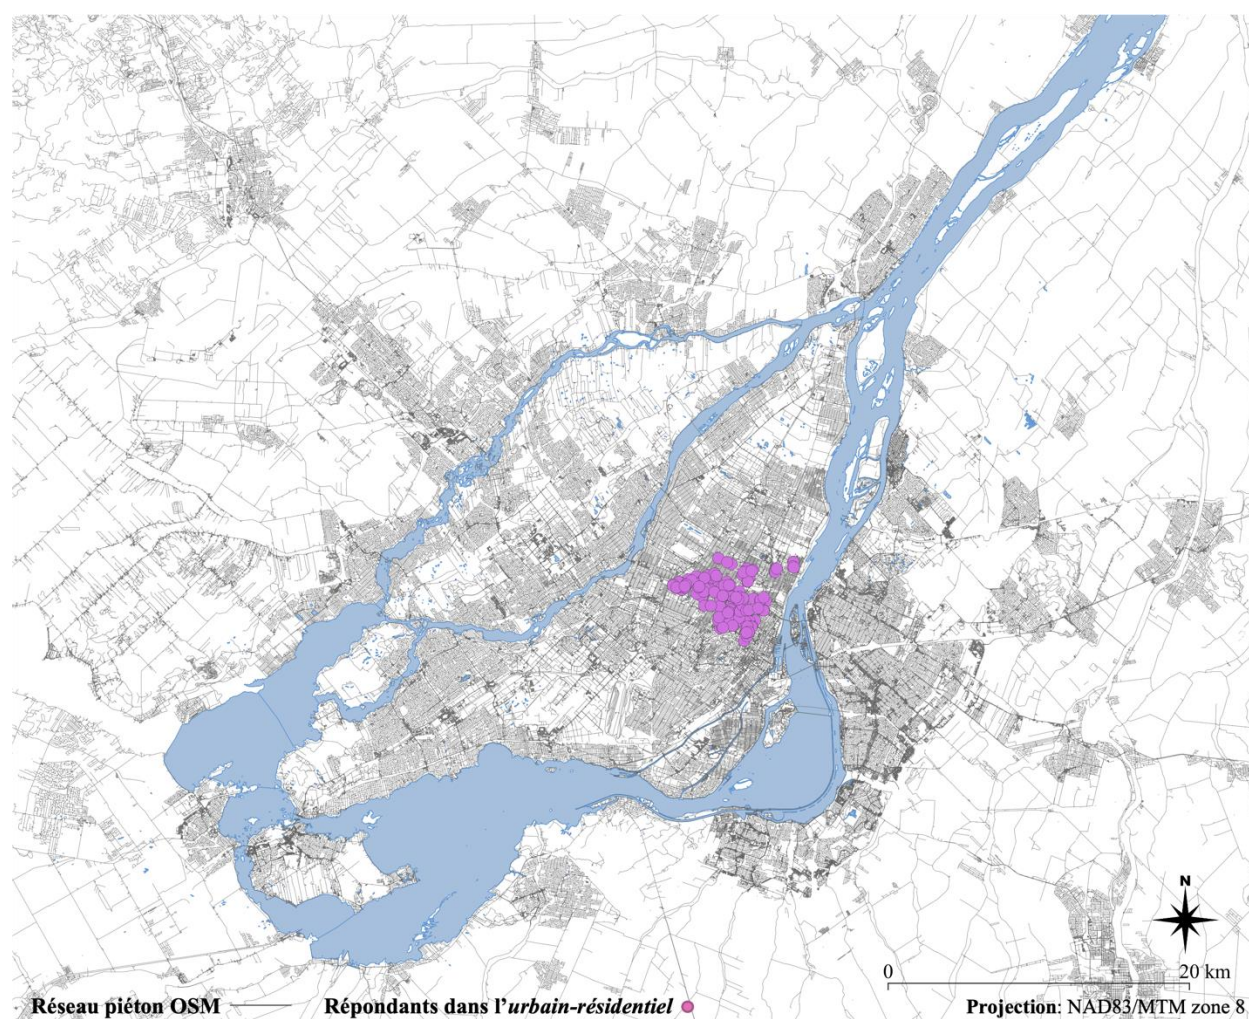 N
0 20 km
Réseau piéton OSM Répondants dans l'urbain-résidentiel Projection: NAD83/MTM zone 8